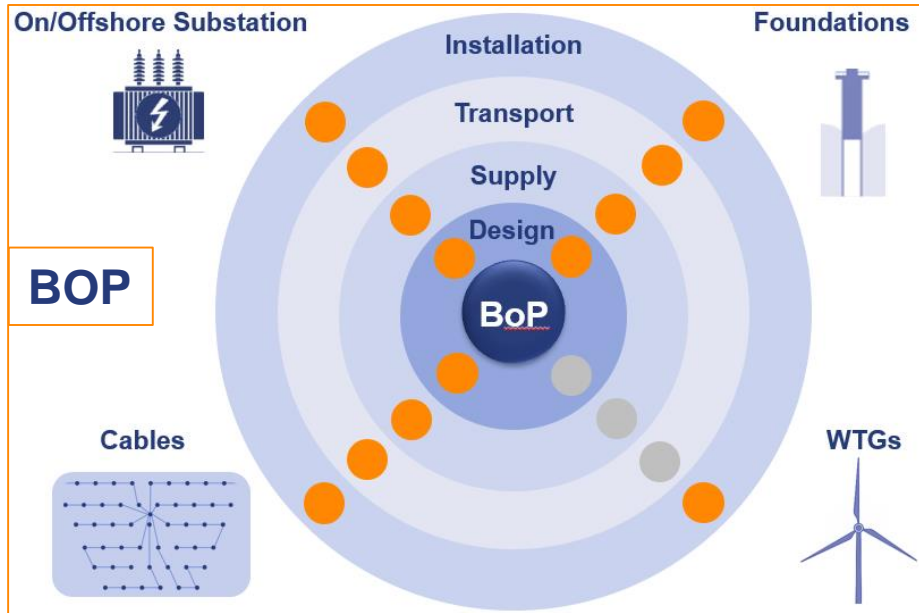 On/Offshore Substation
Foundations
Installation
Transport
Supply
Design
BoP
BOP
Cables
WTGs